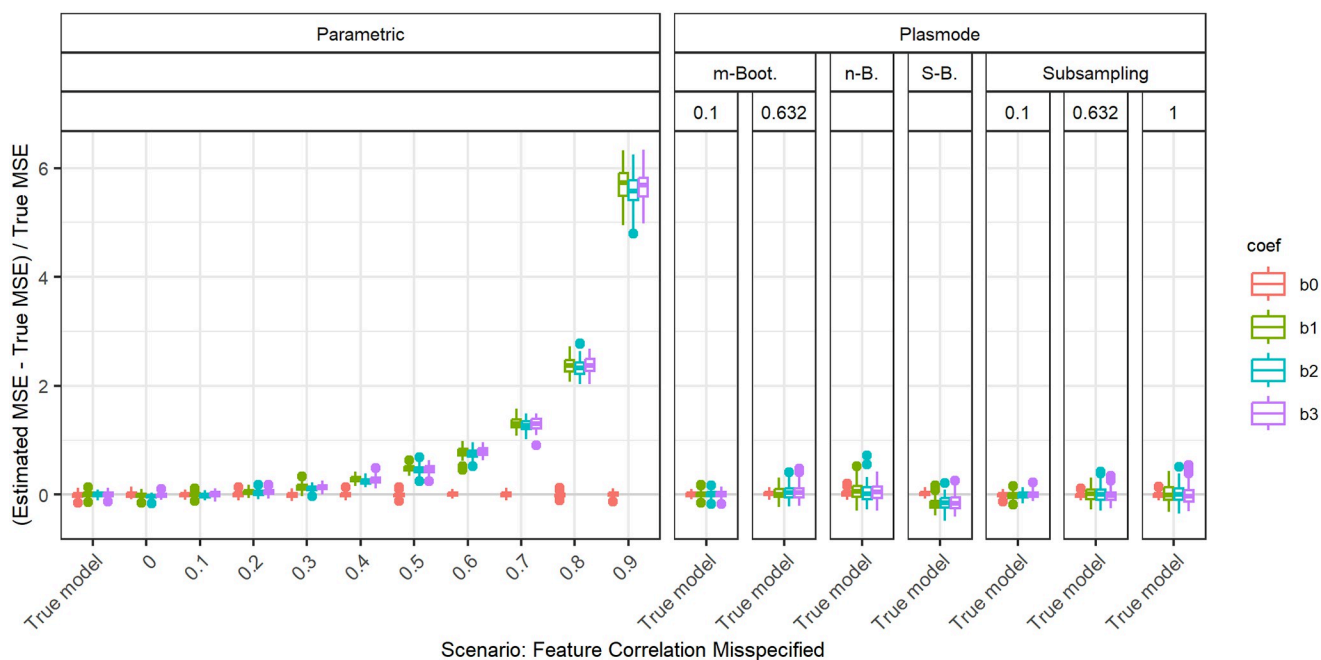 Parametric
Plasmode
m-Boot.
n-B.
S-B.
Subsampling
0.1
0.632
0.1
0.632
1
(Estimated MSE - True MSE) / True MSE
6
4
2
0
True model
0
0.1
0.2
0.3
0.4
0.5
0.6
0.7
0.8
0.9
True model
True model
True model
True model
True model
True model
True model
Scenario: Feature Correlation Misspecified
coef
b0
b1
b2
b3